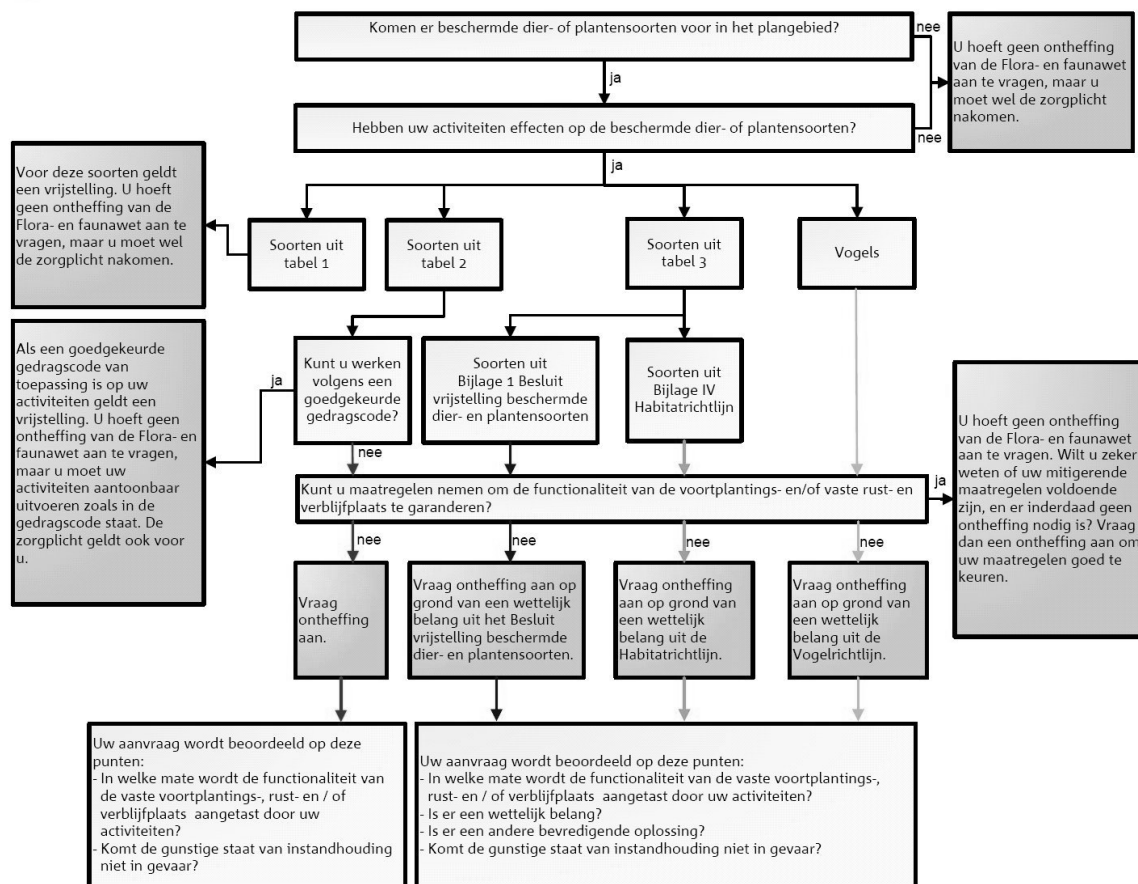 Komen er beschermde dier- of plantensoorten voor in het plangebied?
nee
U hoeft geen ontheffing
van de Flora- en faunawet
aan te vragen, maar u
moet wel de zorgplicht
nakomen.
ja
Hebben uw activiteiten effecten op de beschermde dier- of plantensoorten?
nee
ja
Voor deze soorten geldt
een vrijstelling. U hoeft
geen ontheffing van de
Flora- en faunawet aan te
vragen, maar u moet wel
de zorgplicht nakomen.
Soorten uit
tabel 1
Soorten uit
tabel 2
Soorten uit
tabel 3
Vogels
Als een goedgekeurde
gedragscode van
toepassing is op uw
activiteiten geldt een
vrijstelling. U hoeft geen
ontheffing van de Flora- en
faunawet aan te vragen,
maar u moet uw
activiteiten aantoonbaar
uitvoeren zoals in de
gedragscode staat. De
zorgplicht geldt ook voor
u.
ja
Kunt u werken
volgens een
goedgekeurde
gedragscode?
Soorten uit
Bijlage 1 Besluit
vrijstelling beschermde
dier- en plantensoorten
Soorten uit
Bijlage IV
Habitatrichtlijn
nee
Kunt u maatregelen nemen om de functionaliteit van de voortplantings- en/of vaste rust- en
verblijfplaats te garanderen?
ja
U hoeft geen ontheffing
van de Flora- en faunawet
aan te vragen. Wilt u zeker
weten of uw mitigerende
maatregelen voldoende
zijn, en er inderdaad geen
ontheffing nodig is? Vraag
dan een ontheffing aan om
uw maatregelen goed te
keuren.
nee
nee
nee
nee
Vraag
ontheffing
aan.
Vraag ontheffing aan op
grond van een wettelijk
belang uit het Besluit
vrijstelling beschermde
dier- en plantensoorten.
Vraag ontheffing
aan op grond van
een wettelijk
belang uit de
Habitatrichtlijn.
Vraag ontheffing
aan op grond van
een wettelijk
belang uit de
Vogelrichtlijn.
Uw aanvraag wordt beoordeeld op deze
punten:
- In welke mate wordt de functionaliteit van
de vaste voortplantings-, rust- en / of
verblijfplaats aangetast door uw
activiteiten?
- Komt de gunstige staat van instandhouding
niet in gevaar?
Uw aanvraag wordt beoordeeld op deze punten:
- In welke mate wordt de functionaliteit van de vaste voortplantings-,
rust- en / of verblijfplaats aangetast door uw activiteiten?
- Is er een wettelijk belang?
- Is er een andere bevredigende oplossing?
- Komt de gunstige staat van instandhouding niet in gevaar?